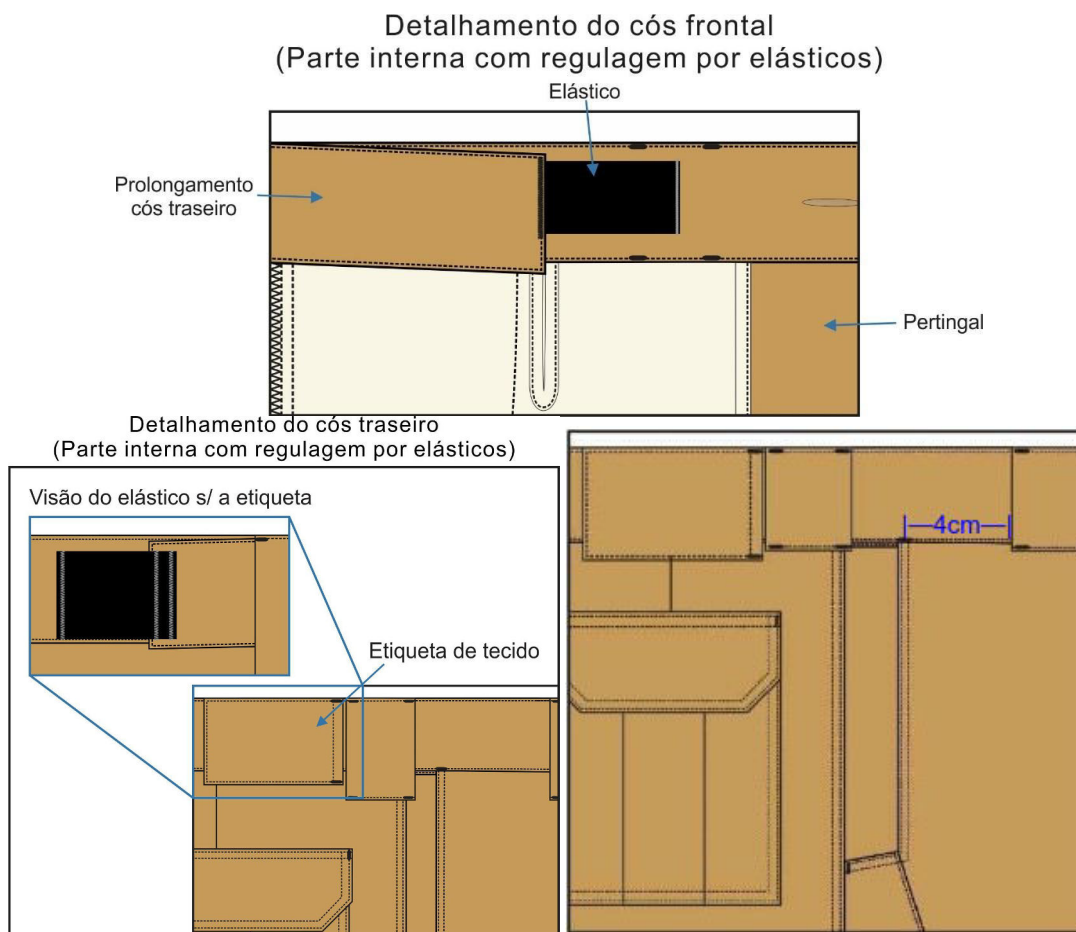 Detalhamento do cós frontal
(Parte interna com regulagem por elásticos)
Elástico
Prolongamento
cós traseiro
Pertingal
Detalhamento do cós traseiro
(Parte interna com regulagem por elásticos)
Visão do elástico s/ a etiqueta
Etiqueta de tecido
4cm